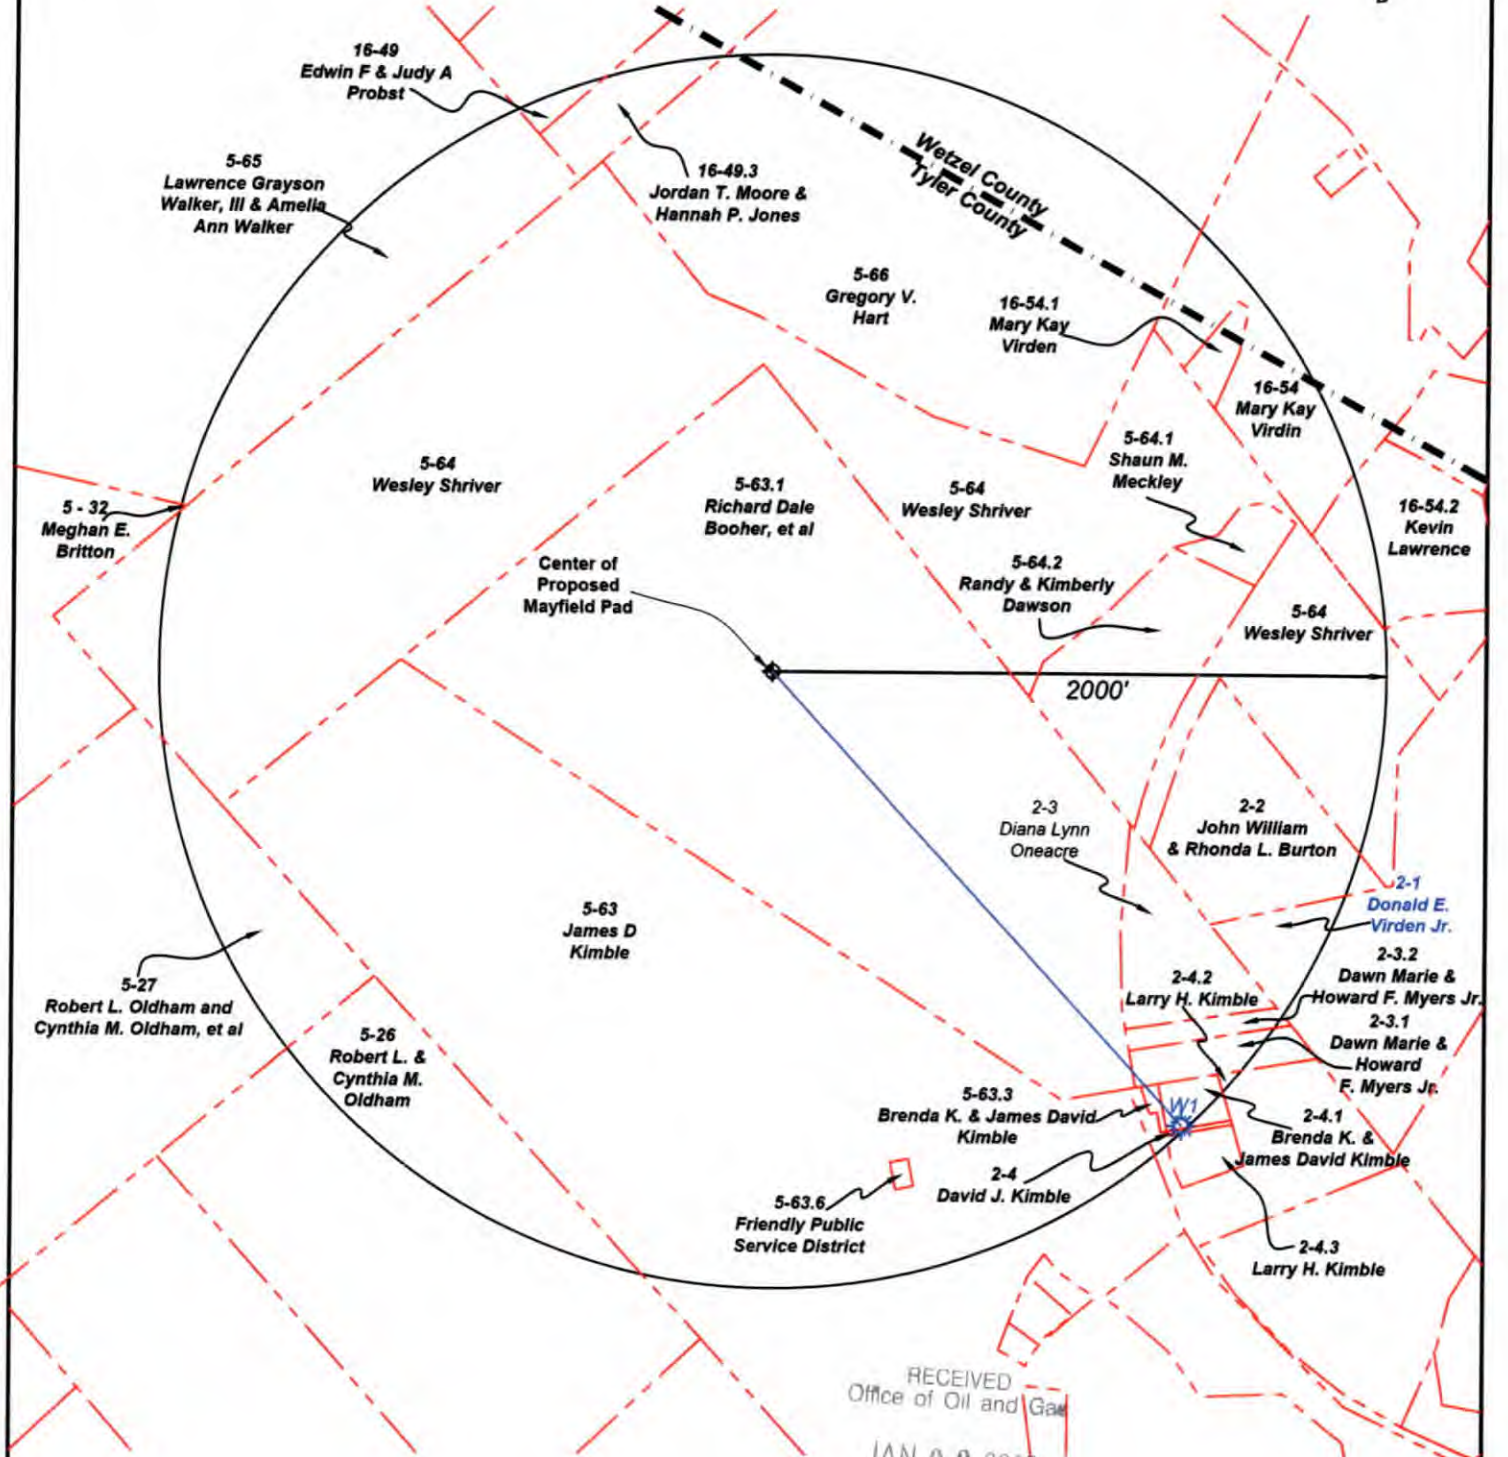 16-49
Edwin F & Judy A
Probst
5-65
Lawrence Grayson
Walker, III & Amelia
Ann Walker
16-49.3
Jordan T. Moore &
Hannah P. Jones
Wetzel County
Tyler County
5-66
Gregory V.
Hart
16-54.1
Mary Kay
Virden
16-54
Mary Kay
Virdin
5-64.1
Shaun M.
Meckley
5-64
Wesley Shriver
5-63.1
Richard Dale
Booher, et al
5-64
Wesley Shriver
16-54.2
Kevin
Lawrence
5 - 32
Meghan E.
Britton
Center of
Proposed
Mayfield Pad
5-64.2
Randy & Kimberly
Dawson
5-64
Wesley Shriver
2000'
2-3
Diana Lynn
Oneacre
2-2
John William
& Rhonda L. Burton
2-1
Donald E.
Virden Jr.
5-63
James D
Kimble
2-3.2
Dawn Marie &
Howard F. Myers Jr.
2-4.2
Larry H. Kimble
5-27
Robert L. Oldham and
Cynthia M. Oldham, et al
2-3.1
Dawn Marie &
Howard
F. Myers Jr.
5-26
Robert L. &
Cynthia M.
Oldham
5-63.3
Brenda K. & James David
Kimble
W1
2-4.1
Brenda K. &
James David Kimble
2-4
David J. Kimble
5-63.6
Friendly Public
Service District
2-4.3
Larry H. Kimble
RECEIVED
Office of Oil and Gas
JAN